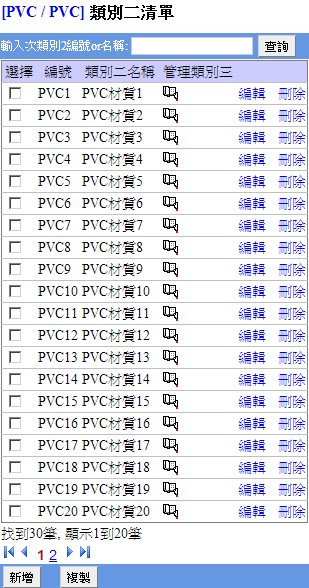 [PVC / PVC] 類別二清單
輸入次類別2編號or名稱: 查詢
選擇 編號 類別二名稱 管理類別三
PVC1 PVC材質1 編輯 刪除
PVC2 PVC材質2 編輯 刪除
PVC3 PVC材質3 編輯 刪除
PVC4 PVC材質4 編輯 刪除
PVC5 PVC材質5 編輯 刪除
PVC6 PVC材質6 編輯 刪除
PVC7 PVC材質7 編輯 刪除
PVC8 PVC材質8 編輯 刪除
PVC9 PVC材質9 編輯 刪除
PVC10 PVC材質10 編輯 刪除
PVC11 PVC材質11 編輯 刪除
PVC12 PVC材質12 編輯 刪除
PVC13 PVC材質13 編輯 刪除
PVC14 PVC材質14 編輯 刪除
PVC15 PVC材質15 編輯 刪除
PVC16 PVC材質16 編輯 刪除
PVC17 PVC材質17 編輯 刪除
PVC18 PVC材質18 編輯 刪除
PVC19 PVC材質19 編輯 刪除
PVC20 PVC材質20 編輯 刪除
找到30筆, 顯示1到20筆
1 2
新增 複製